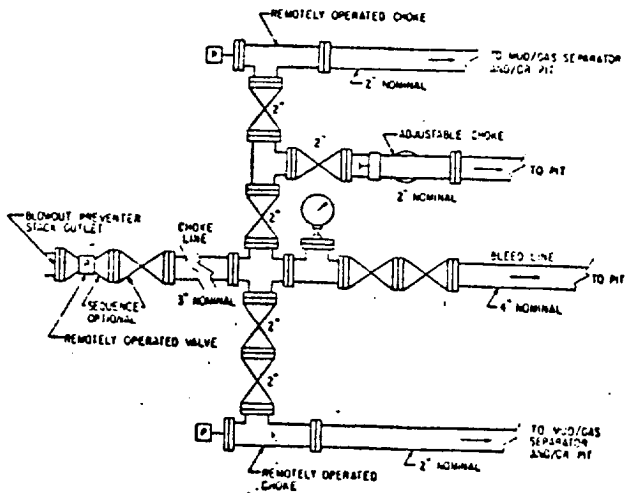 REMOTELY OPERATED CHOKE
TO MUD/GAS SEPARATOR
AND/OR PIT
2" NOMINAL
2"
2"
ADJUSTABLE CHOKE
TO PIT
2" NOMINAL
2"
BLOWOUT PREVENTER
STACK OUTLET
CHOKE
LINE
BLEED LINE
TO PIT
3" NOMINAL
4" NOMINAL
SEQUENCE
OPTIONAL
REMOTELY OPERATED VALVE
2"
2"
TO MUD/GAS
SEPARATOR
AND/OR PIT
2" NOMINAL
REMOTELY OPERATED
CHOKE